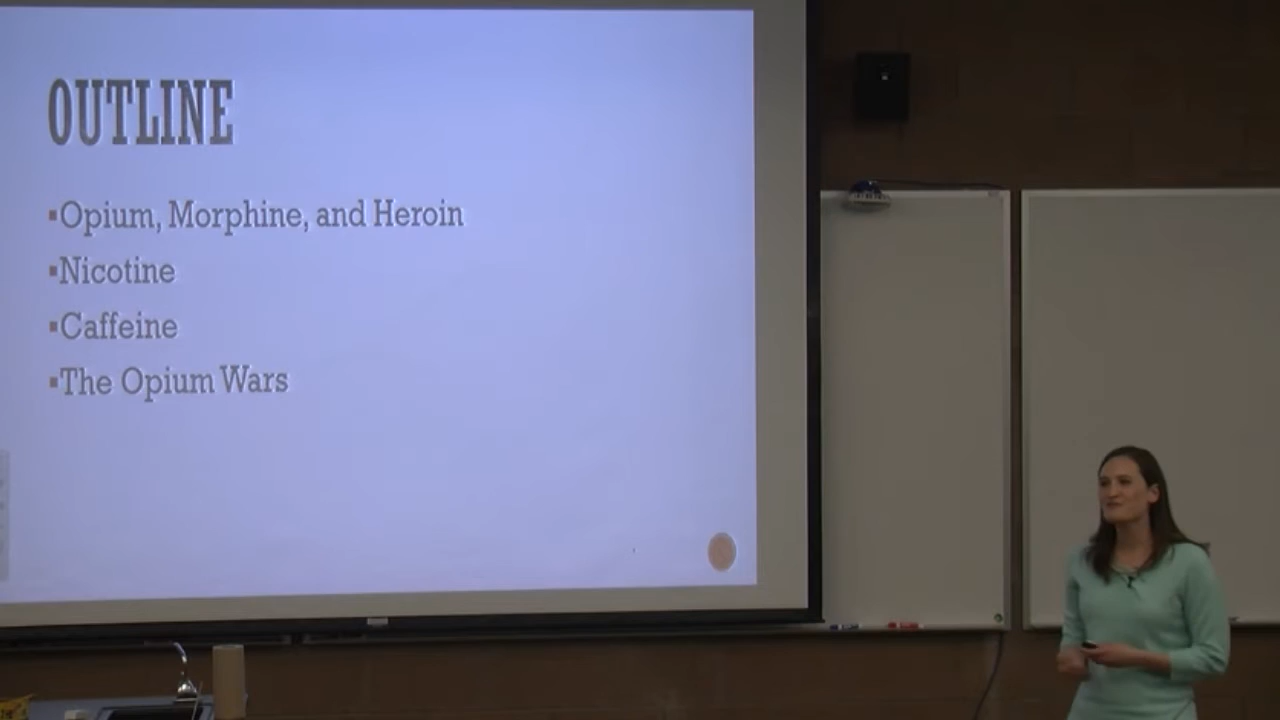 OUTLINE
▪Opium, Morphine, and Heroin
▪Nicotine
▪Caffeine
▪The Opium Wars